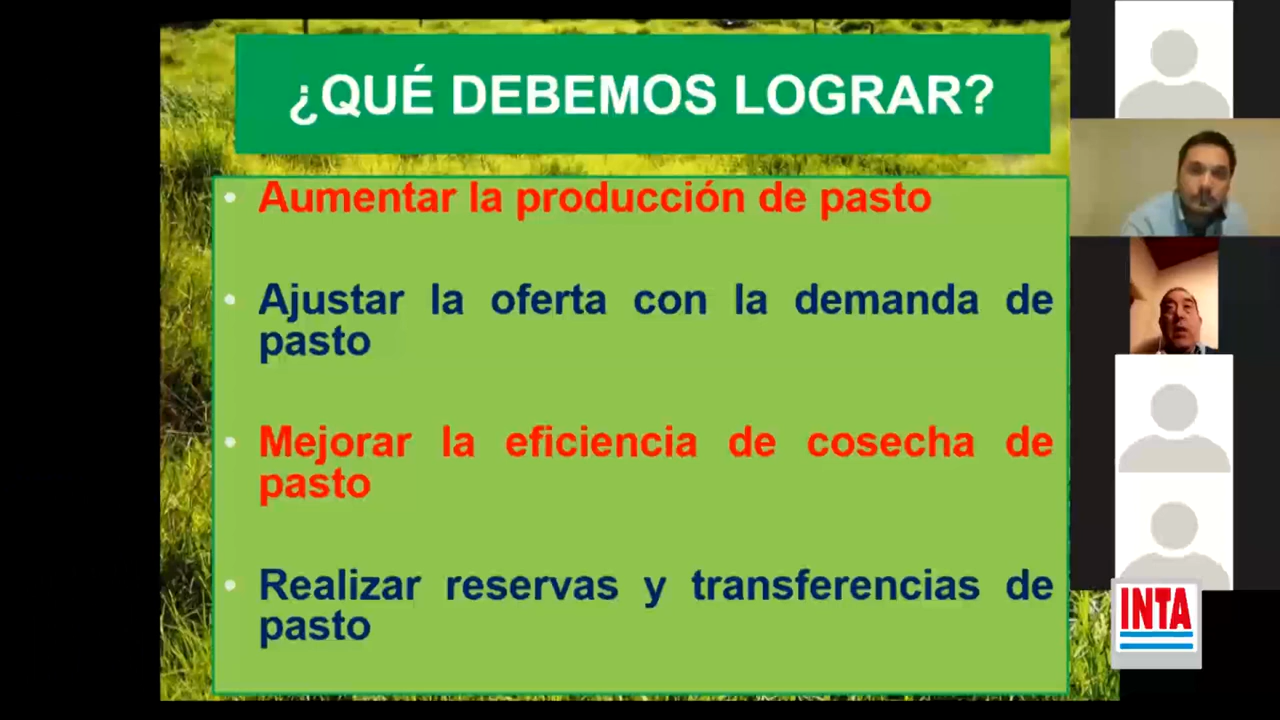 ¿QUÉ DEBEMOS LOGRAR?
• Aumentar la producción de pasto
• Ajustar la oferta con la demanda de
pasto
• Mejorar la eficiencia de cosecha de
pasto
• Realizar reservas y transferencias de
pasto
INTA